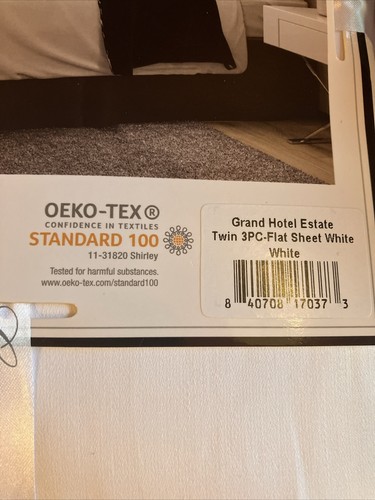 OEKO-TEX®
CONFIDENCE IN TEXTILES
STANDARD 100
11-31820 Shirley
Tested for harmful substances.
www.oeko-tex.com/standard100
Grand Hotel Estate
Twin 3PC-Flat Sheet White
White
8 40708 17037 3